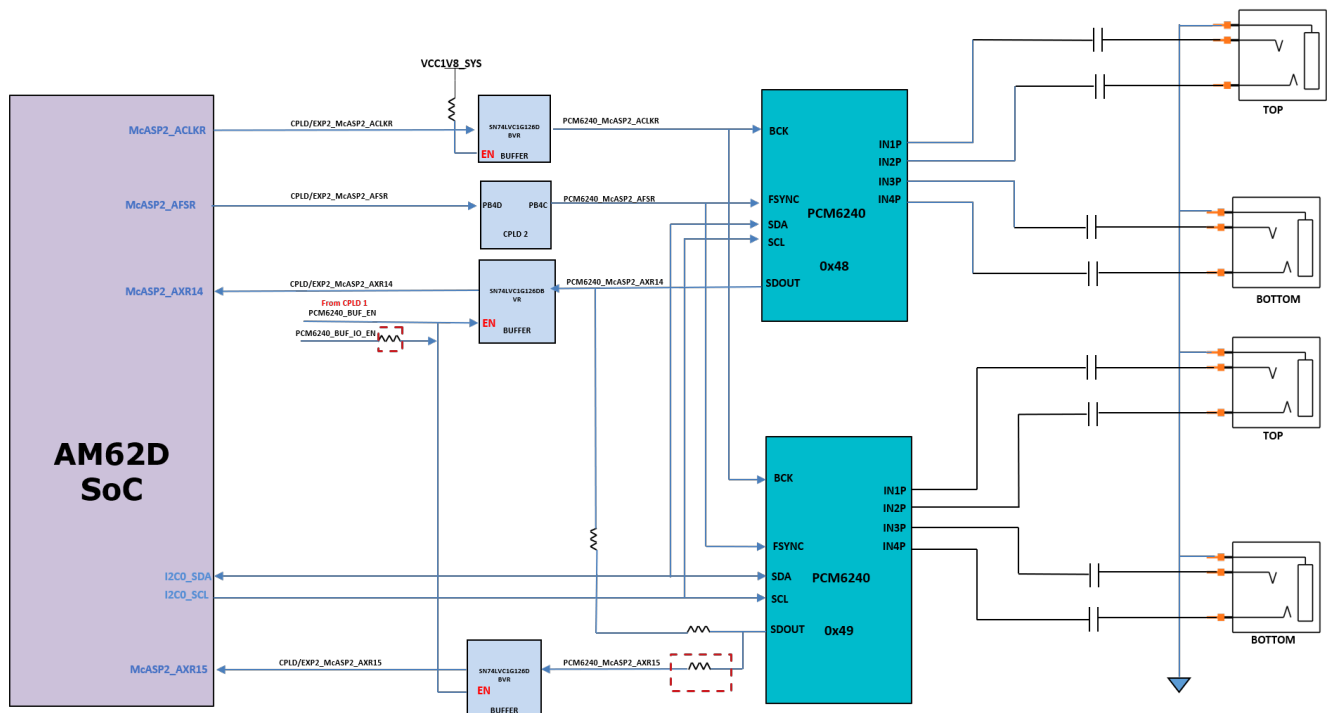 VCC1V8_SYS
McASP2_ACLKR
CPLD/EXP2_McASP2_ACLKR
SN74LVC1G126D
BVR
EN
BUFFER
PCM6240_McASP2_ACLKR
McASP2_AFSR
CPLD/EXP2_McASP2_AFSR
PB4D
PB4C
CPLD 2
PCM6240_McASP2_AFSR
McASP2_AXR14
CPLD/EXP2_McASP2_AXR14
SN74LVC1G126DB
VR
EN
BUFFER
PCM6240_McASP2_AXR14
From CPLD 1
PCM6240_BUF_EN
PCM6240_BUF_IO_EN
AM62D
SoC
I2C0_SDA
I2C0_SCL
McASP2_AXR15
CPLD/EXP2_McASP2_AXR15
SN74LVC1G126D
BVR
EN
BUFFER
PCM6240_McASP2_AXR15
BCK
FSYNC
SDA
SCL
SDOUT
PCM6240
0x48
IN1P
IN2P
IN3P
IN4P
BCK
FSYNC
SDA
SCL
SDOUT
PCM6240
0x49
IN1P
IN2P
IN3P
IN4P
TOP
BOTTOM
TOP
BOTTOM